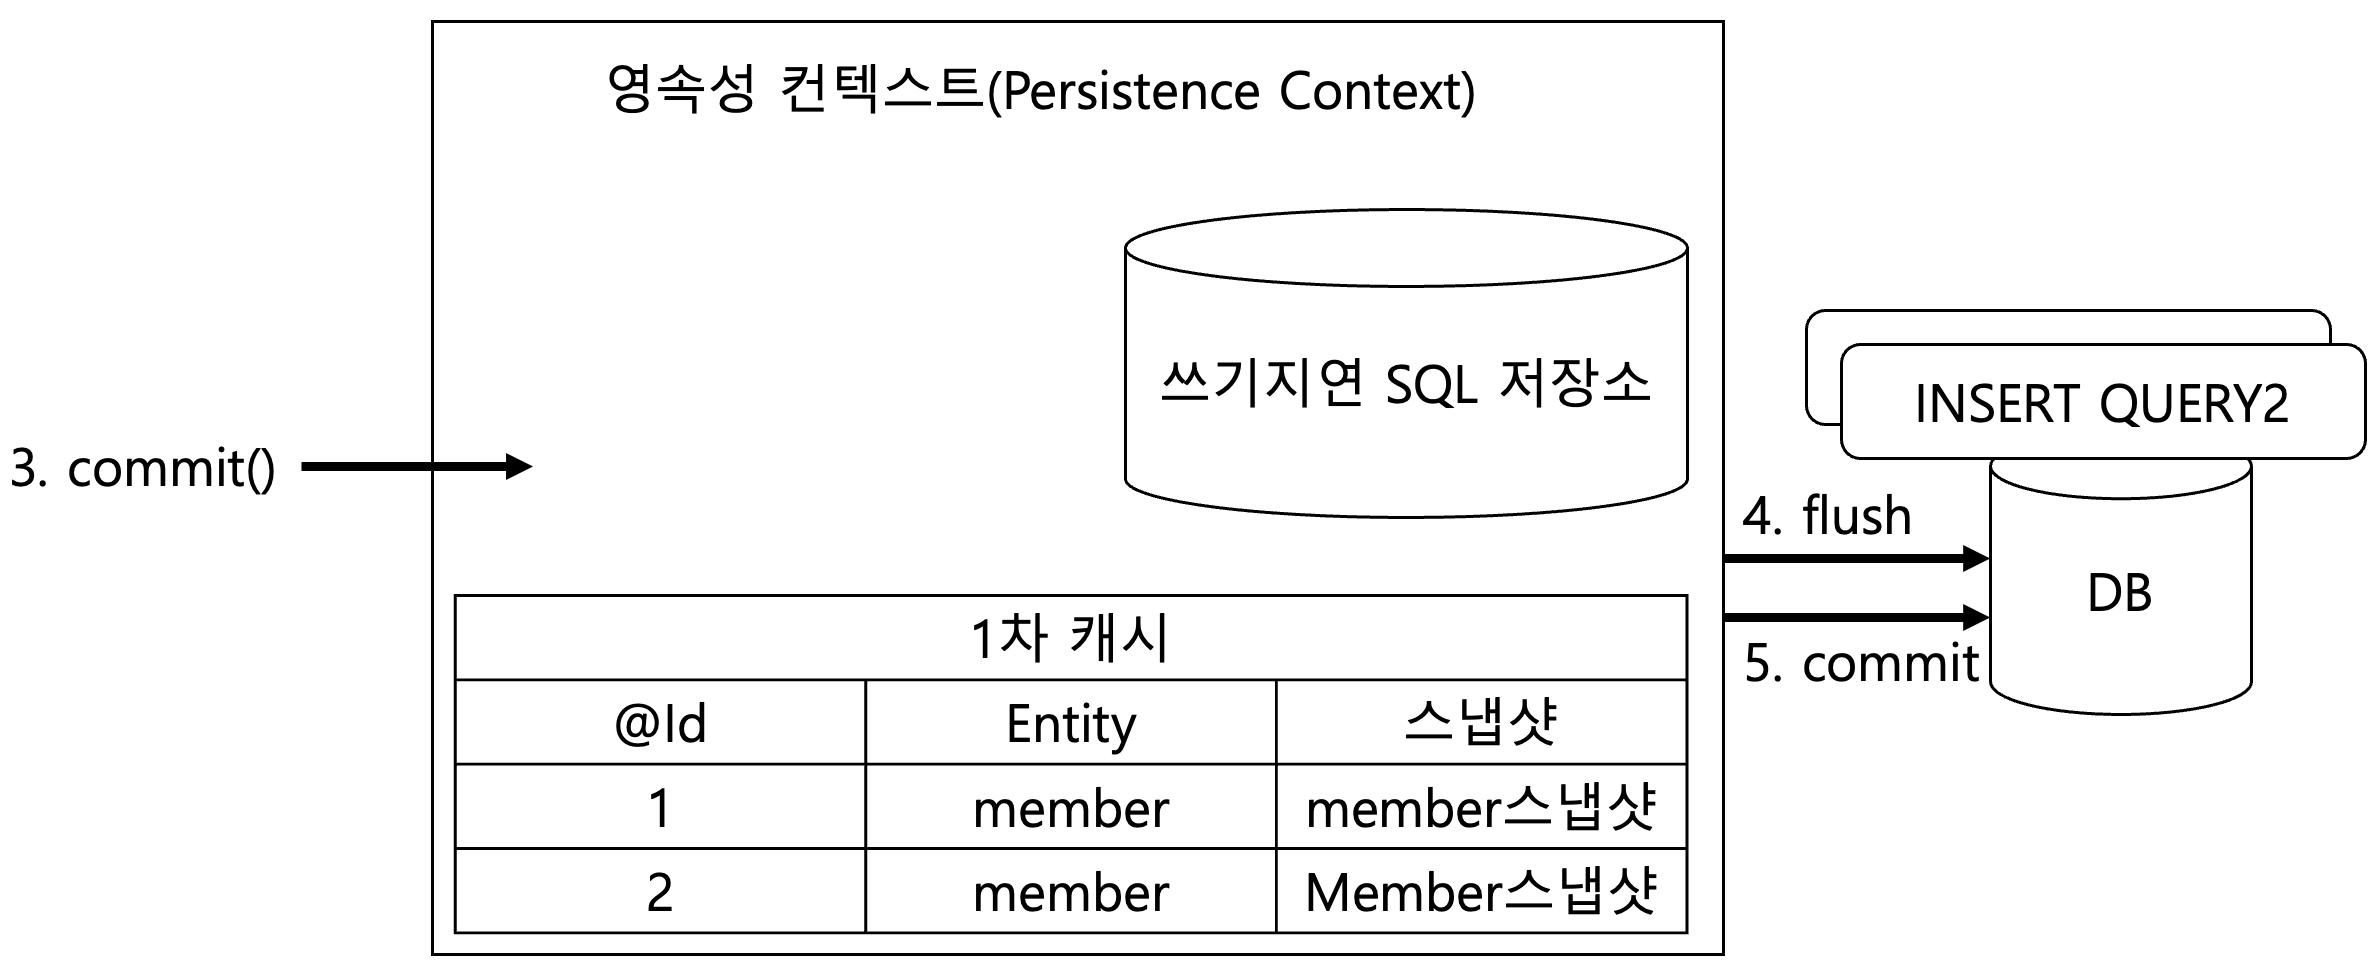 영속성 컨텍스트(Persistence Context)
쓰기지연 SQL 저장소
INSERT QUERY2
3. commit()
4. flush
DB
5. commit
1차 캐시
@Id Entity 스냅샷
1 member member스냅샷
2 member Member스냅샷